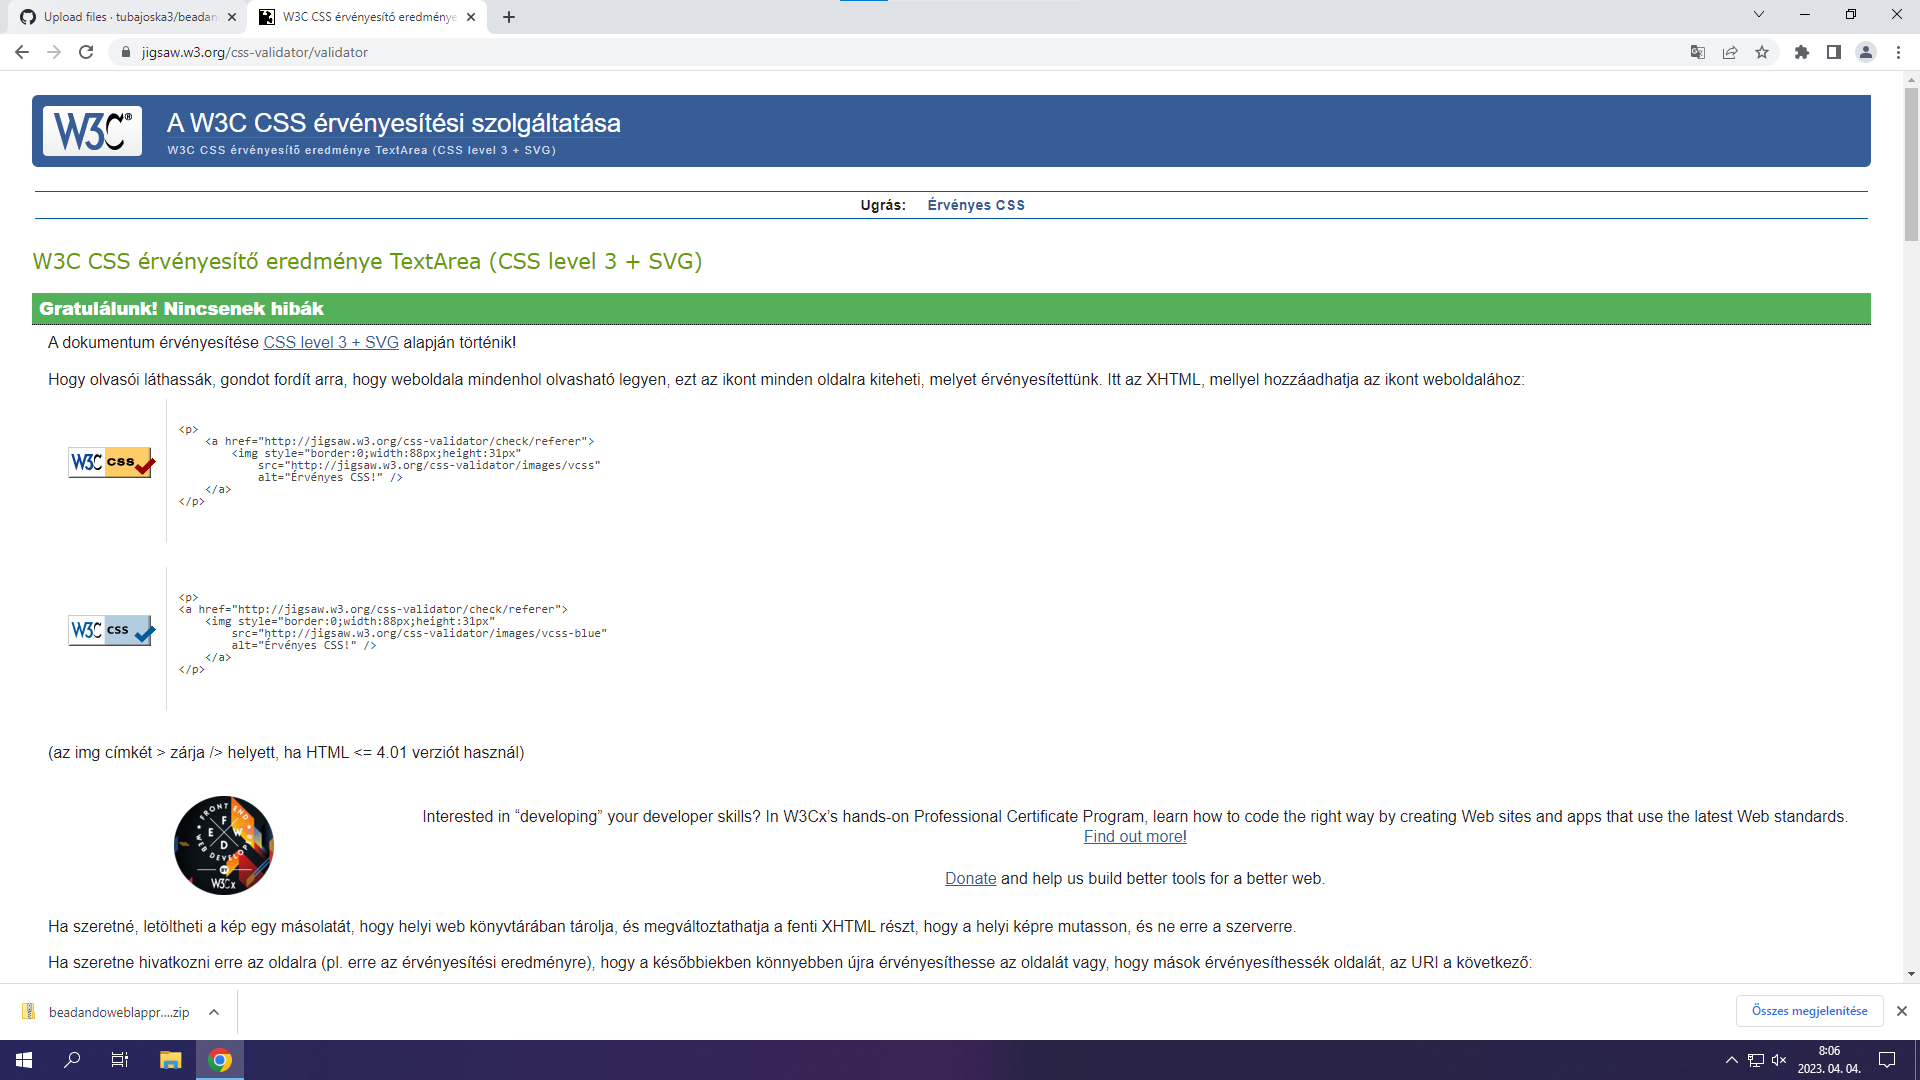 Upload files · tubajoska3/beadan
W3C CSS érvényesítő eredménye
jigsaw.w3.org/css-validator/validator
W3C®
A W3C CSS érvényesítési szolgáltatása
W3C CSS érvényesítő eredménye TextArea (CSS level 3 + SVG)
Ugrás: Érvényes CSS
W3C CSS érvényesítő eredménye TextArea (CSS level 3 + SVG)
Gratulálunk! Nincsenek hibák
A dokumentum érvényesítése CSS level 3 + SVG alapján történik!
Hogy olvasói láthassák, gondot fordít arra, hogy weboldala mindenhol olvasható legyen, ezt az ikont minden oldalra kiteheti, melyet érvényesítettünk. Itt az XHTML, mellyel hozzáadhatja az ikont weboldalához:
W3C css
<p>
<a href="http://jigsaw.w3.org/css-validator/check/referer">
<img style="border:0;width:88px;height:31px"
src="http://jigsaw.w3.org/css-validator/images/vcss"
alt="Érvényes CSS!" />
</a>
</p>
W3C css
<p>
<a href="http://jigsaw.w3.org/css-validator/check/referer">
<img style="border:0;width:88px;height:31px"
src="http://jigsaw.w3.org/css-validator/images/vcss-blue"
alt="Érvényes CSS!" />
</a>
</p>
(az img címkét > zárja /> helyett, ha HTML <= 4.01 verziót használ)
FRONT END
F E W D
WEB DEVELOPER
BY
W3Cx
Interested in “developing” your developer skills? In W3Cx’s hands-on Professional Certificate Program, learn how to code the right way by creating Web sites and apps that use the latest Web standards.
Find out more!
Donate and help us build better tools for a better web.
Ha szeretné, letöltheti a kép egy másolatát, hogy helyi web könyvtárában tárolja, és megváltoztathatja a fenti XHTML részt, hogy a helyi képre mutasson, és ne erre a szerverre.
Ha szeretne hivatkozni erre az oldalra (pl. erre az érvényesítési eredményre), hogy a későbbiekben könnyebben újra érvényesíthesse az oldalát vagy, hogy mások érvényesíthessék oldalát, az URI a következő:
beadandoweblappr....zip
Összes megjelenítése
8:06
2023. 04. 04.